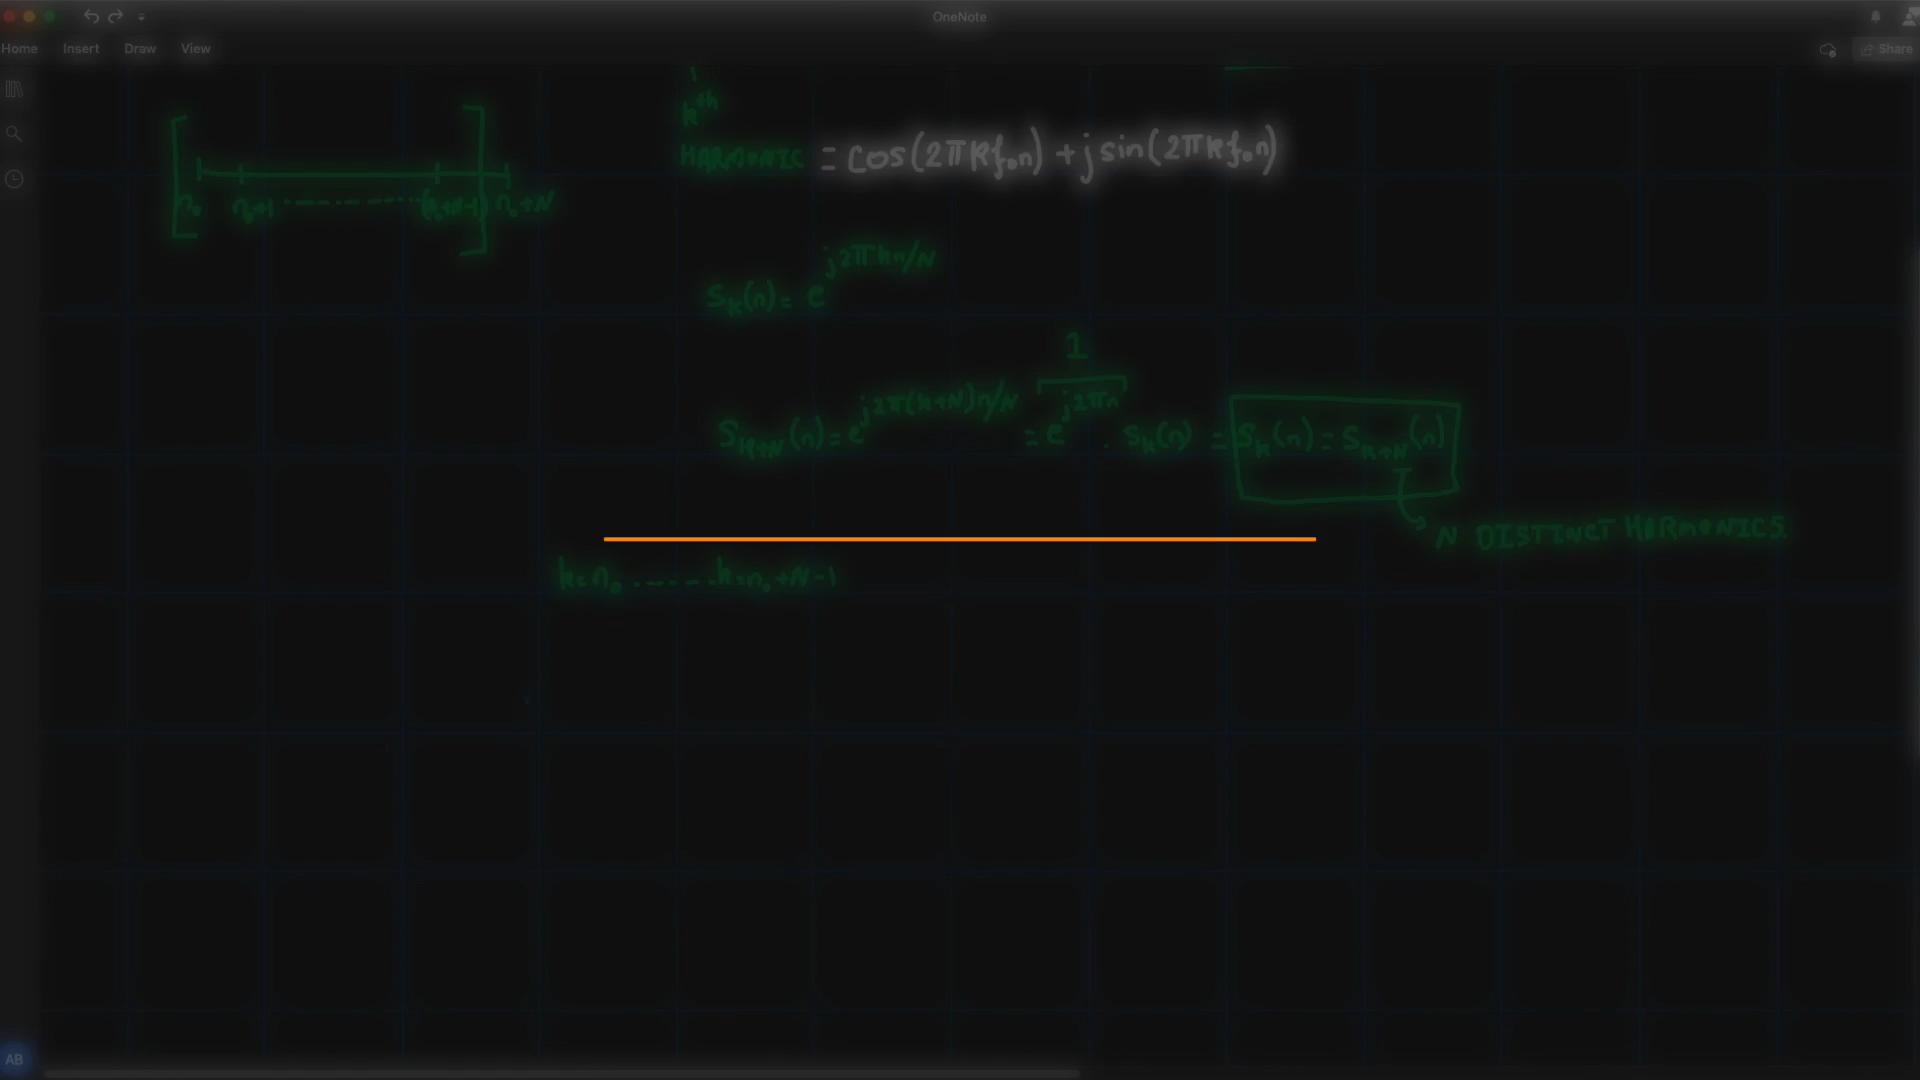 OneNote
Home Insert Draw View
Share
kth
HARMONIC = cos(2πkf₀n) + j sin(2πkf₀n)
n₀ n₀+1 ---------- (n₀+N-1) n₀+N
Sₖ(n) = e^(j2πkn/N)
1
Sₖ₊ₙ(n) = e^(j2π(k+N)n/N) = e^(j2πn) . Sₖ(n) = Sₖ(n) = Sₖ₊ₙ(n)
N DISTINCT HARMONICS
k=n₀ ....... k=n₀+N-1
AB